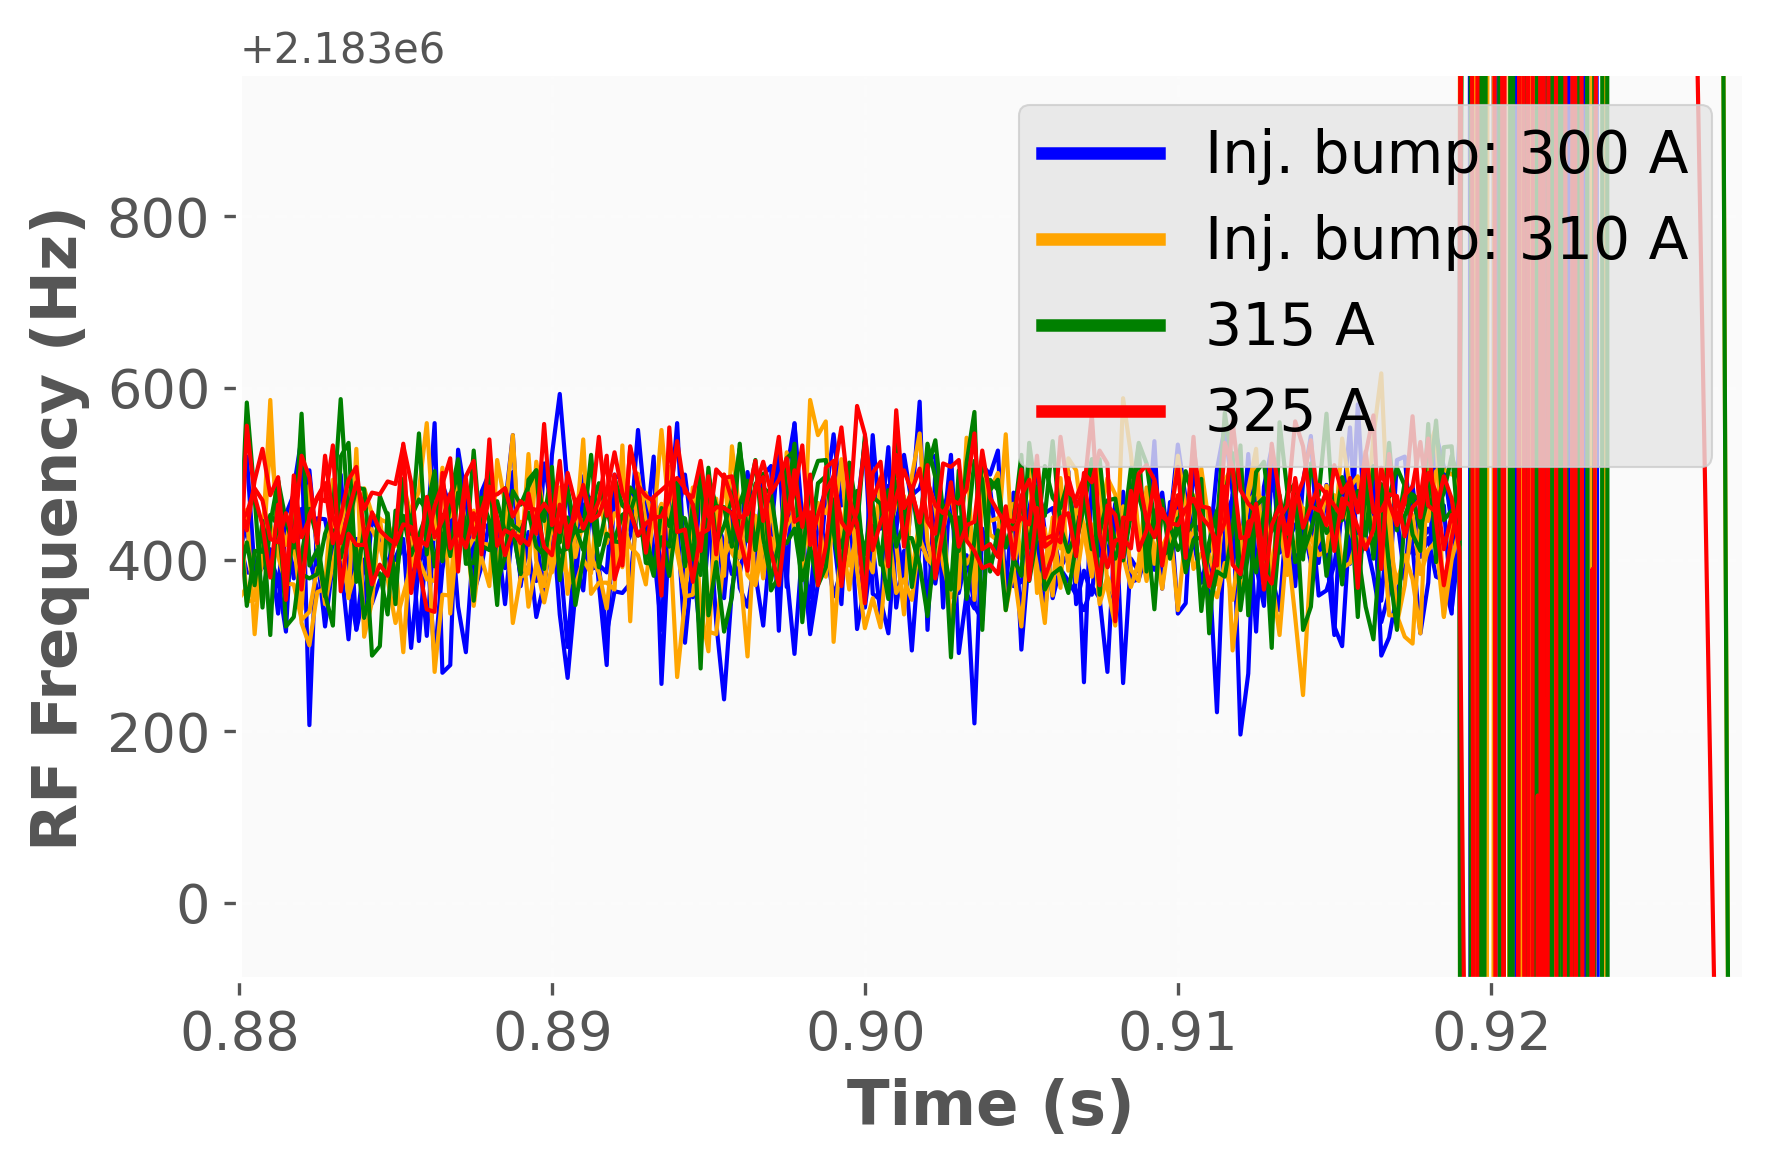 +2.183e6
Inj. bump: 300 A
Inj. bump: 310 A
315 A
325 A
RF Frequency (Hz)
800
600
400
200
0
0.88 0.89 0.90 0.91 0.92
Time (s)